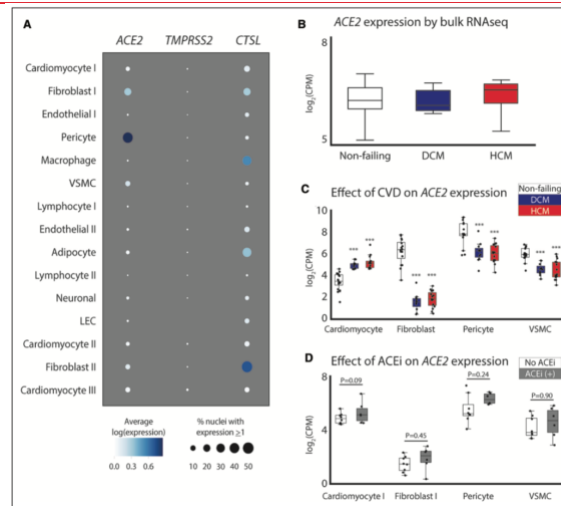 A
ACE2 TMPRSS2 CTSL
Cardiomyocyte I
Fibroblast I
Endothelial I
Pericyte
Macrophage
VSMC
Lymphocyte I
Endothelial II
Adipocyte
Lymphocyte II
Neuronal
LEC
Cardiomyocyte II
Fibroblast II
Cardiomyocyte III
Average
log(expression)
0.0 0.3 0.6
% nuclei with
expression ≥1
10 20 30 40 50
B ACE2 expression by bulk RNAseq
8
log₂(CPM)
5
Non-failing DCM HCM
C Effect of CVD on ACE2 expression
Non-failing
DCM
HCM
10
8
6
4
2
0
log₂(CPM)
*** *** *** *** *** *** *** ***
Cardiomyocyte Fibroblast Pericyte VSMC
D Effect of ACEi on ACE2 expression
No ACEi
ACEi (+)
8
4
0
log₂(CPM)
P=0.09 P=0.45 P=0.24 P=0.90
Cardiomyocyte I Fibroblast I Pericyte VSMC